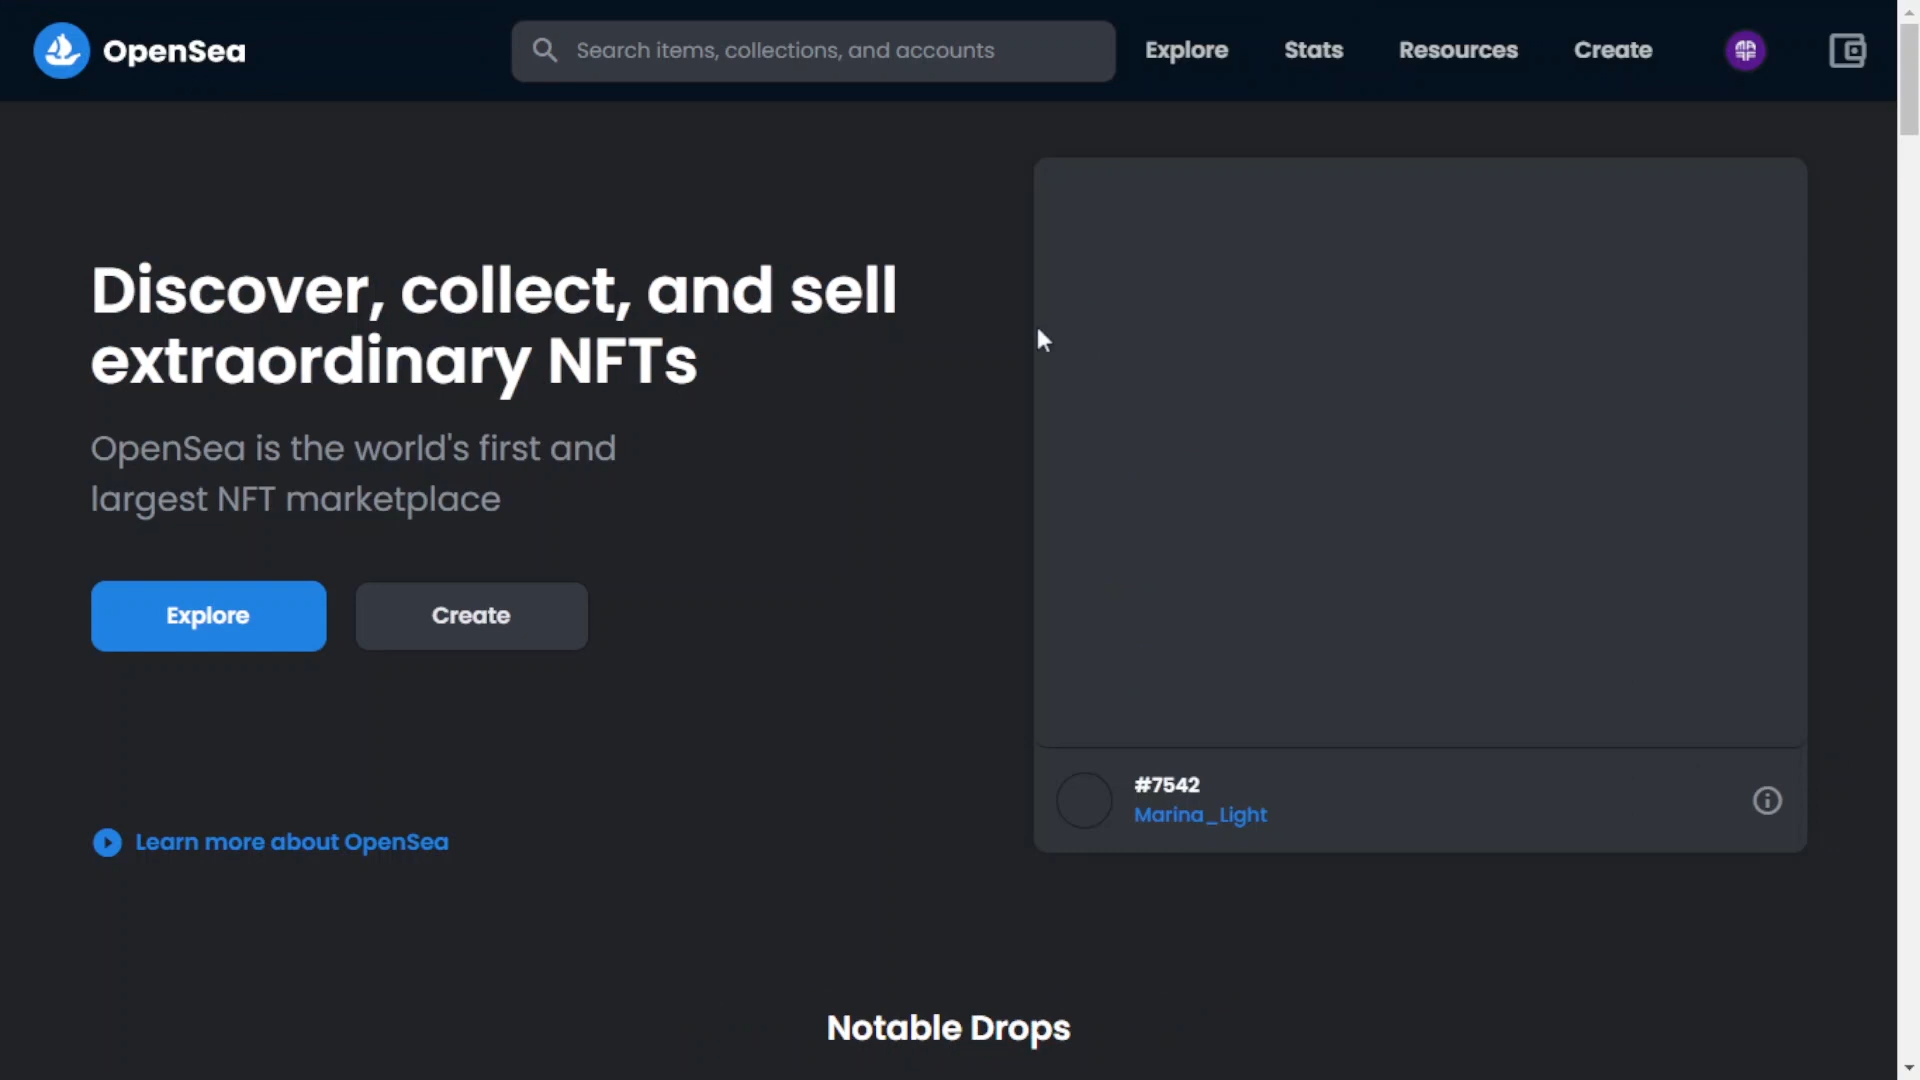 OpenSea
Search items, collections, and accounts
Explore
Stats
Resources
Create
Discover, collect, and sell
extraordinary NFTs
OpenSea is the world's first and
largest NFT marketplace
Explore
Create
#7542
Marina_Light
Learn more about OpenSea
Notable Drops